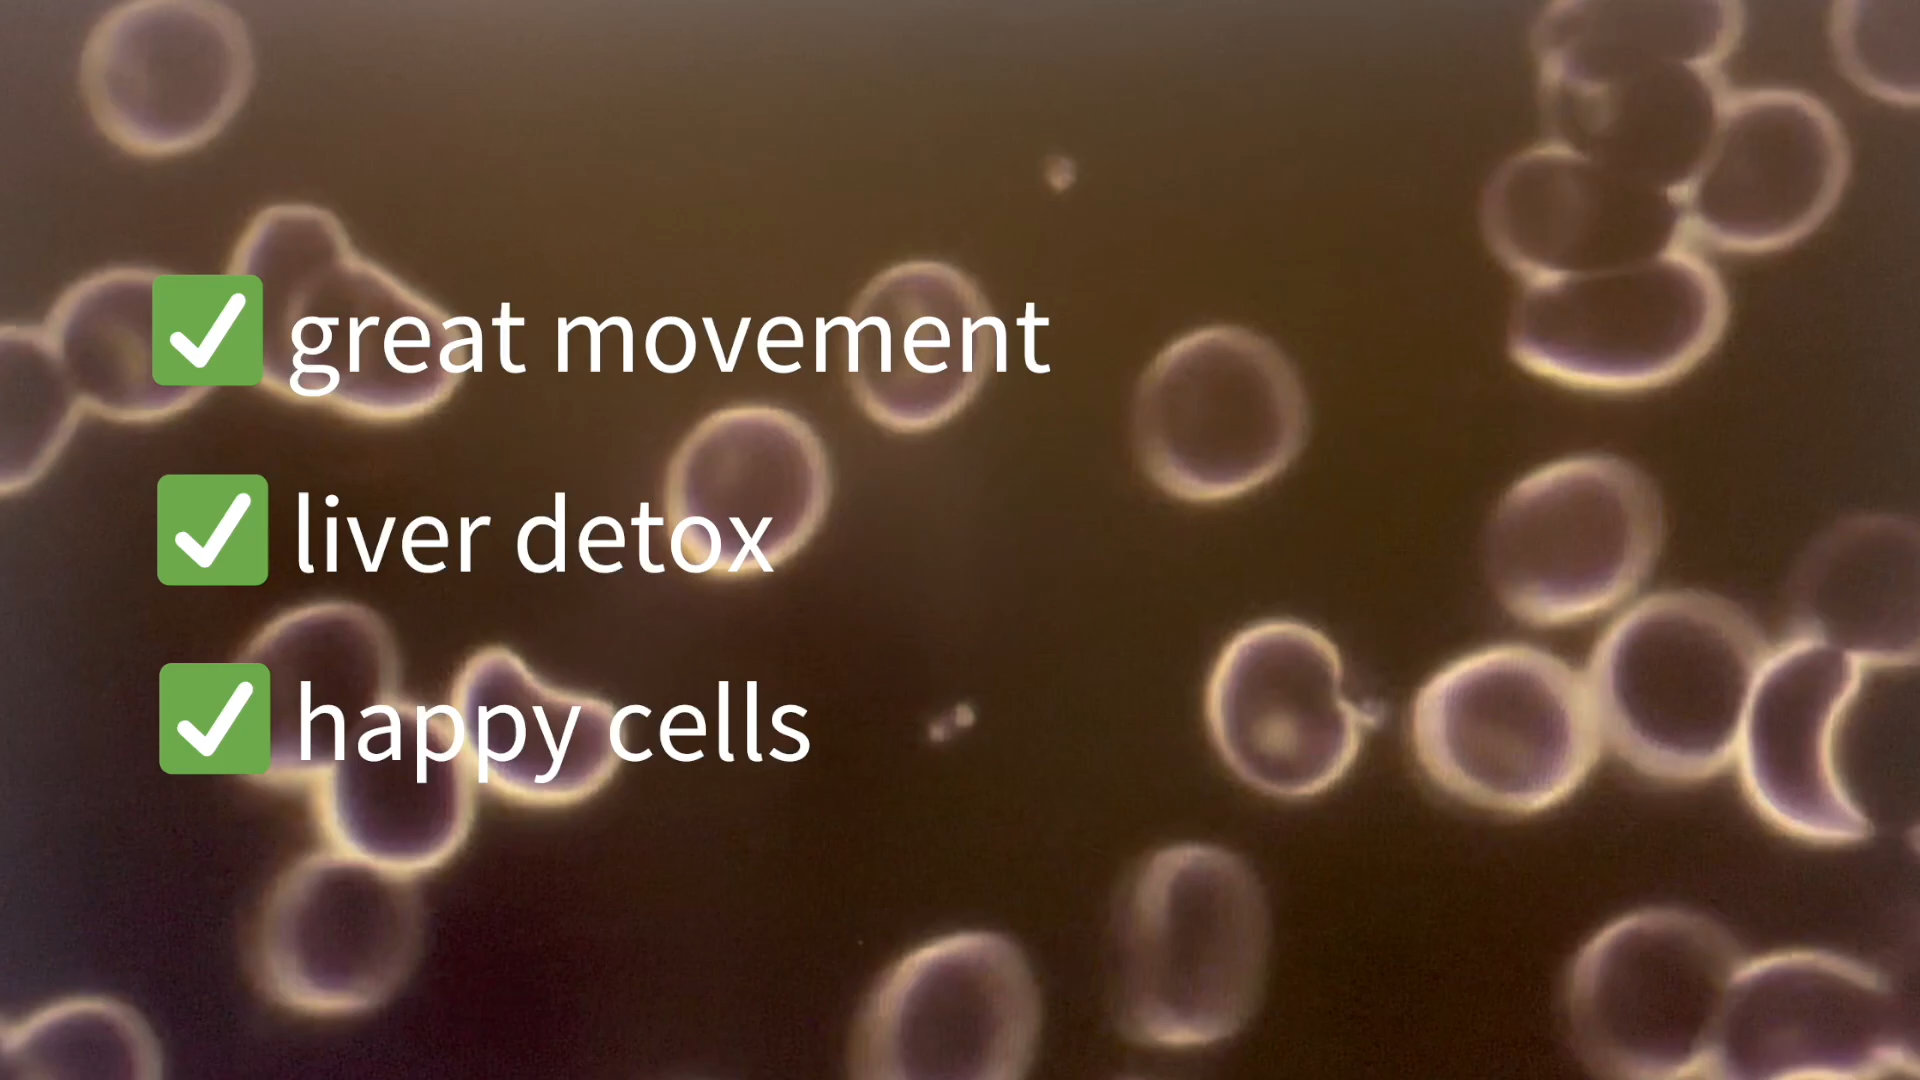 ✅ great movement
✅ liver detox
✅ happy cells